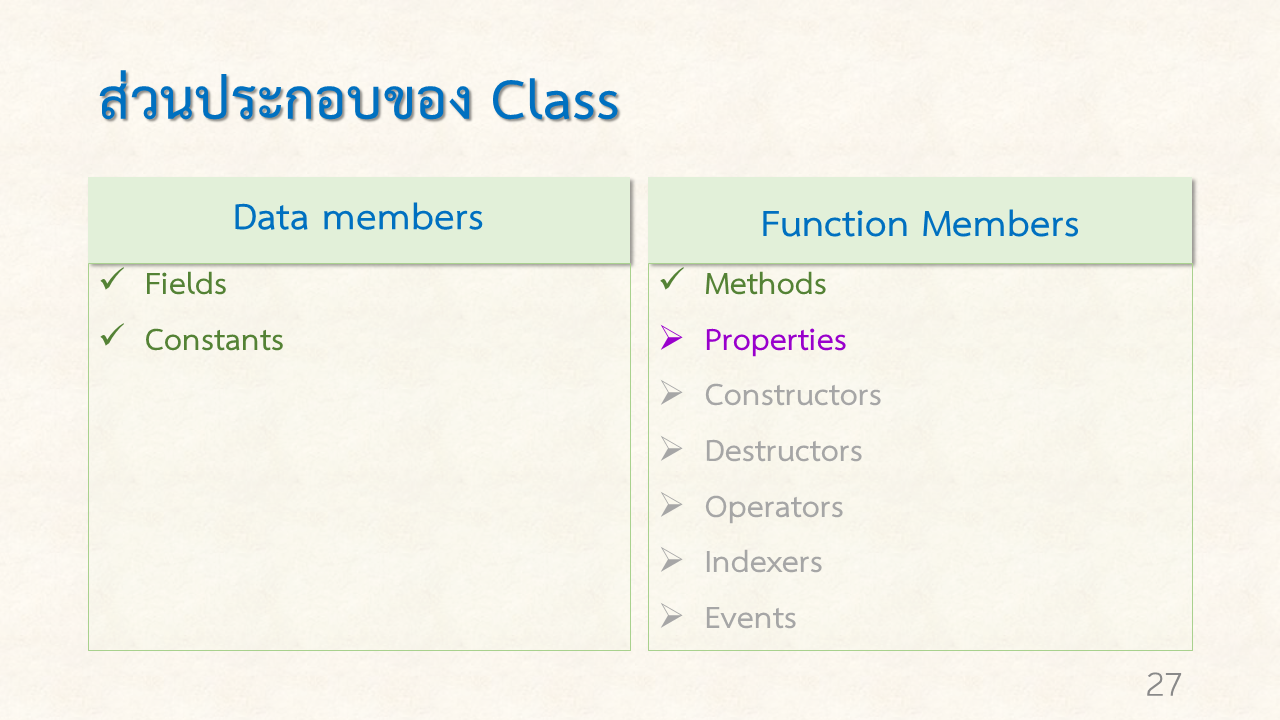 ส่วนประกอบของ Class
Data members
✓ Fields
✓ Constants
Function Members
✓ Methods
➢ Properties
➢ Constructors
➢ Destructors
➢ Operators
➢ Indexers
➢ Events
27